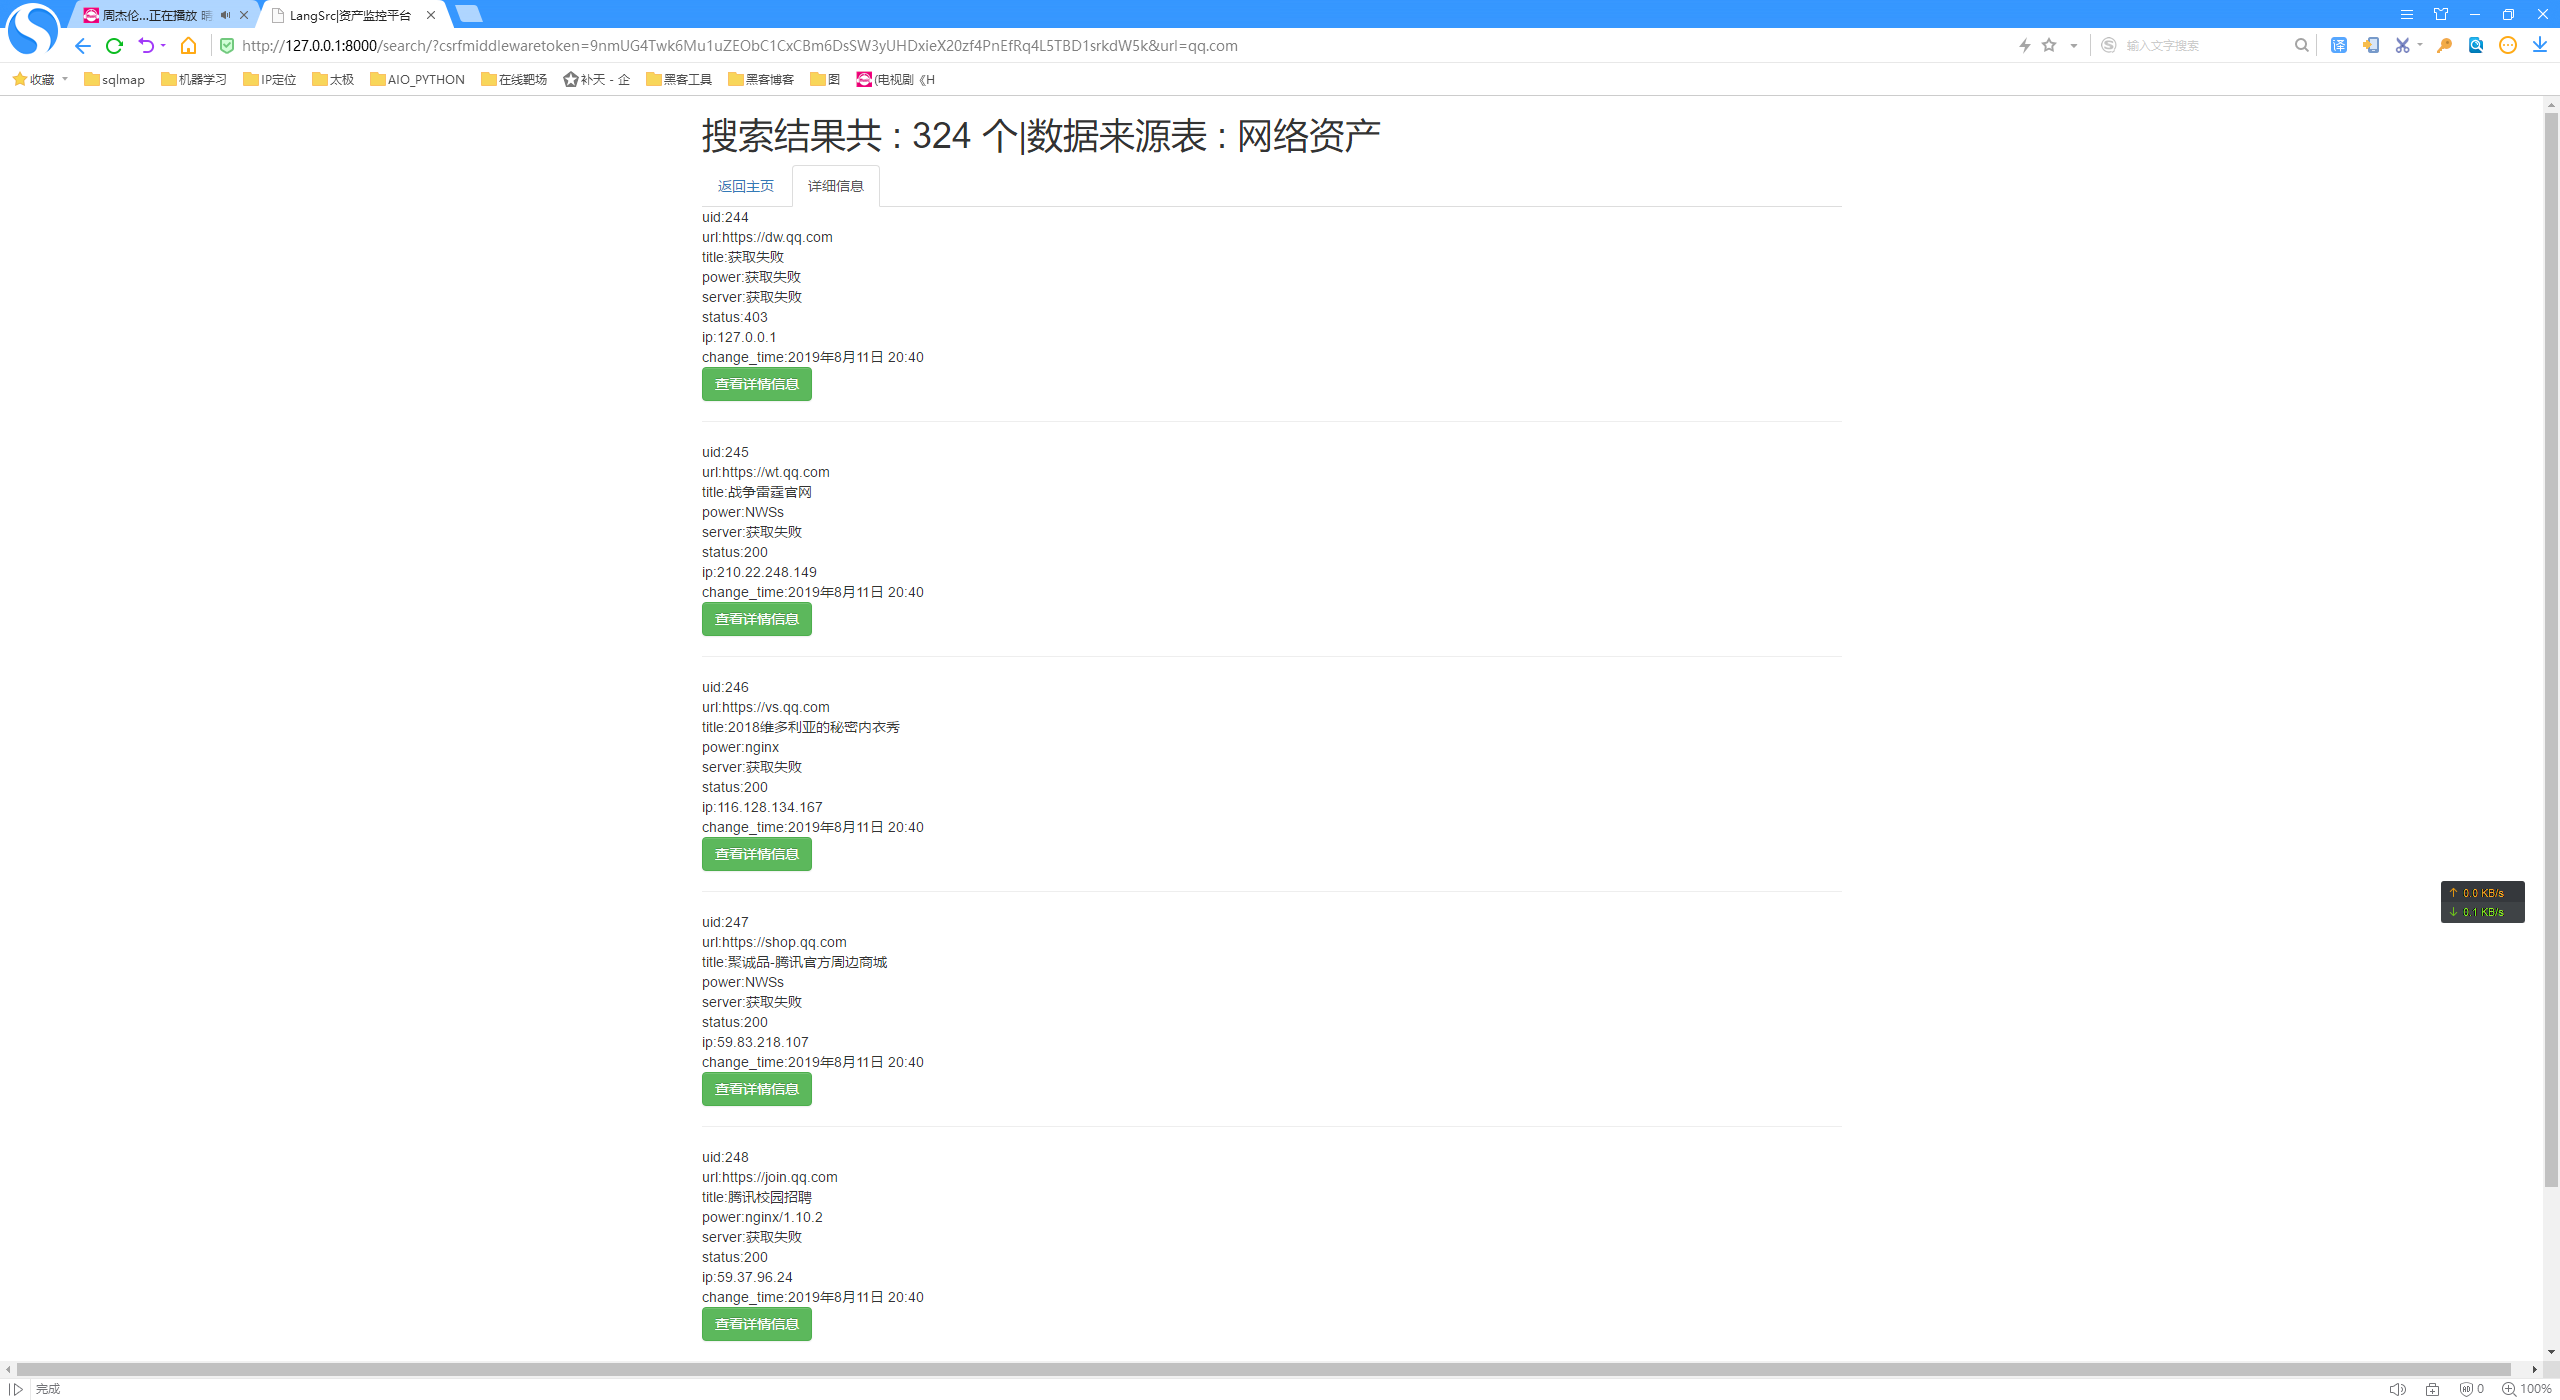 周杰伦...正在播放
LangSrc|资产监控平台
http://127.0.0.1:8000/search/?csrfmiddlewaretoken=9nmUG4Twk6Mu1uZEObC1CxCBm6DsSW3yUHDxieX20zf4PnEfRq4L5TBD1srkdW5k&url=qq.com
输入文字搜索
译
收藏 sqlmap 机器学习 IP定位 太极 AIO_PYTHON 在线靶场 补天 - 企 黑客工具 黑客博客 图 (电视剧《H
搜索结果共 : 324 个|数据来源表 : 网络资产
返回主页 详细信息
uid:244
url:https://dw.qq.com
title:获取失败
power:获取失败
server:获取失败
status:403
ip:127.0.0.1
change_time:2019年8月11日 20:40
查看详情信息
uid:245
url:https://wt.qq.com
title:战争雷霆官网
power:NWSs
server:获取失败
status:200
ip:210.22.248.149
change_time:2019年8月11日 20:40
查看详情信息
uid:246
url:https://vs.qq.com
title:2018维多利亚的秘密内衣秀
power:nginx
server:获取失败
status:200
ip:116.128.134.167
change_time:2019年8月11日 20:40
查看详情信息
↑ 0.0 KB/s
↓ 0.1 KB/s
uid:247
url:https://shop.qq.com
title:聚诚品-腾讯官方周边商城
power:NWSs
server:获取失败
status:200
ip:59.83.218.107
change_time:2019年8月11日 20:40
查看详情信息
uid:248
url:https://join.qq.com
title:腾讯校园招聘
power:nginx/1.10.2
server:获取失败
status:200
ip:59.37.96.24
change_time:2019年8月11日 20:40
查看详情信息
完成
0
100%